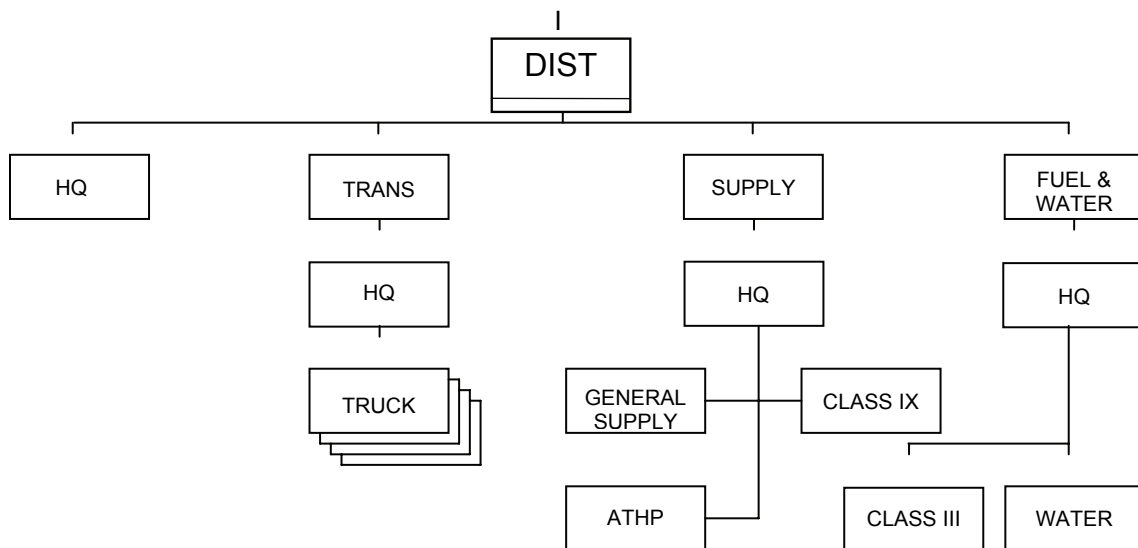 DIST
HQ
TRANS
SUPPLY
FUEL &
WATER
HQ
HQ
HQ
TRUCK
GENERAL
SUPPLY
CLASS IX
ATHP
CLASS III
WATER